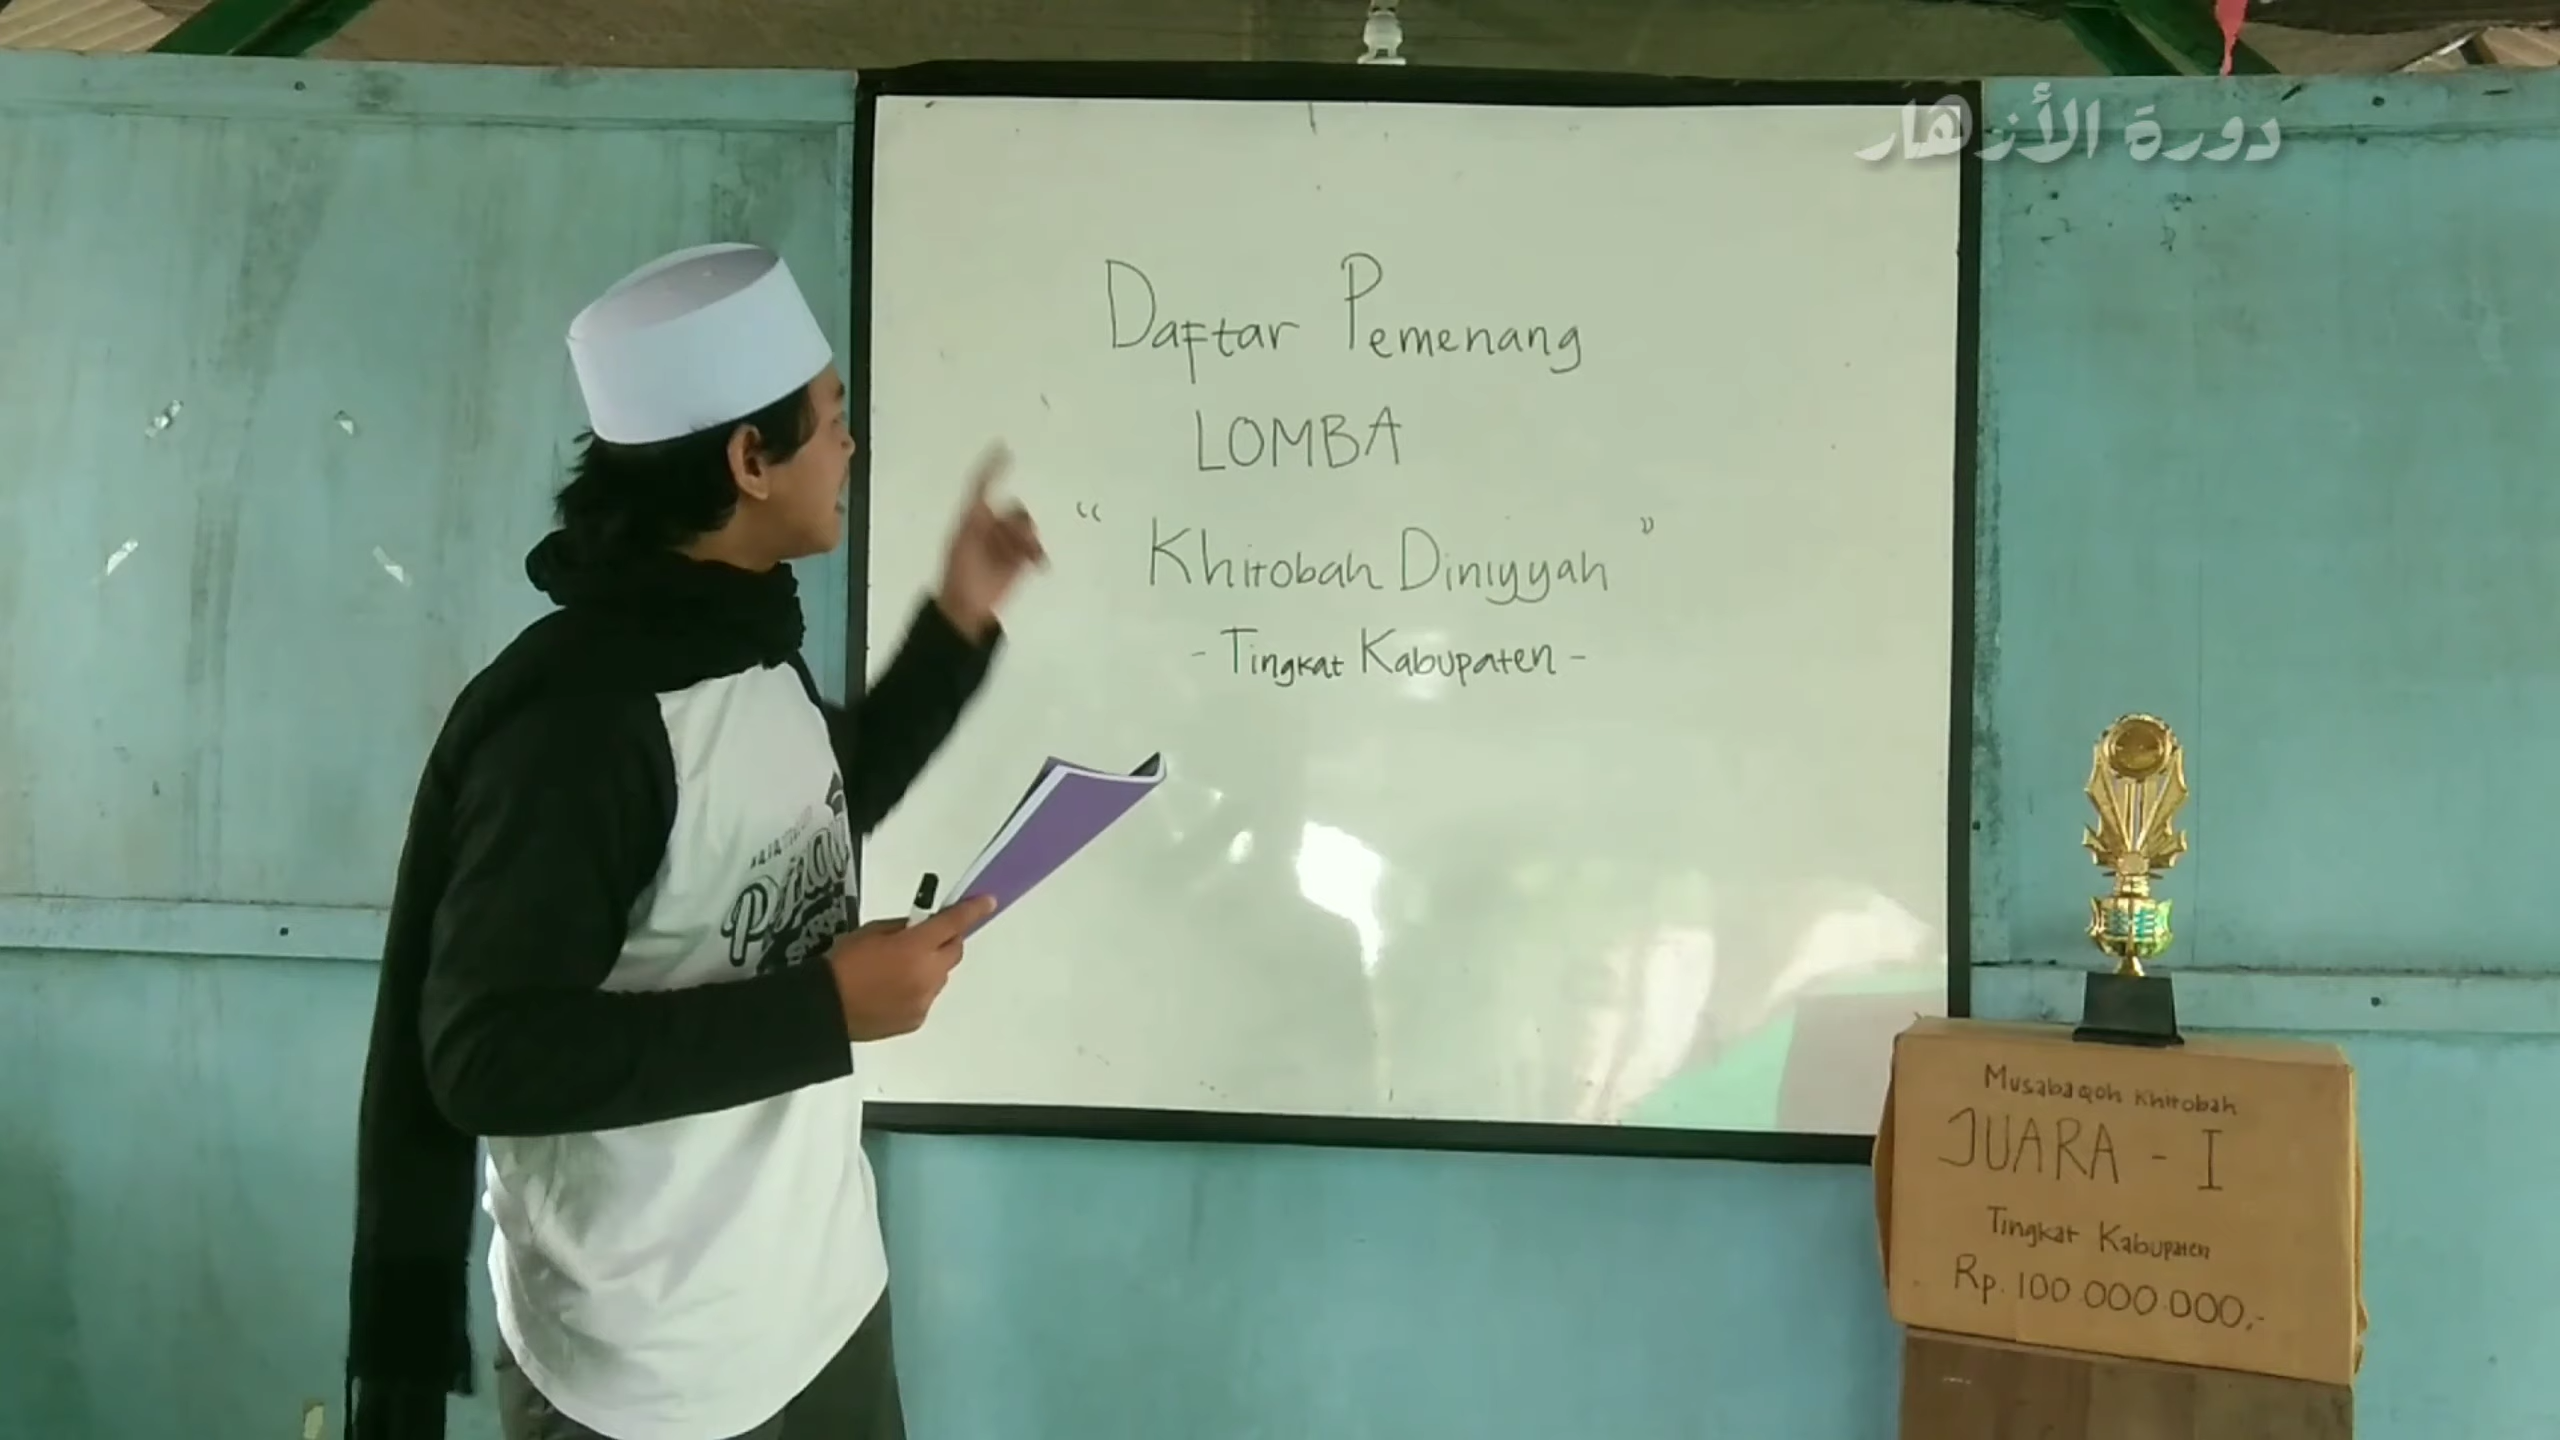 دورة الأزهار
Daftar Pemenang
LOMBA
“ Khitobah Diniyyah ”
- Tingkat Kabupaten -
Musabaqoh Khitobah
JUARA - I
Tingkat Kabupaten
Rp. 100.000.000,-